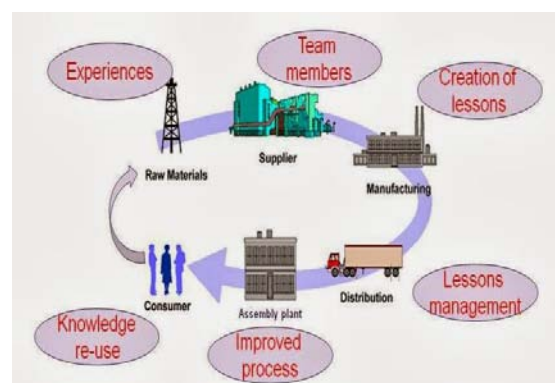 Experiences
Team
members
Creation of
lessons
Raw Materials
Supplier
Manufacturing
Consumer
Assembly plant
Distribution
Lessons
management
Knowledge
re-use
Improved
process